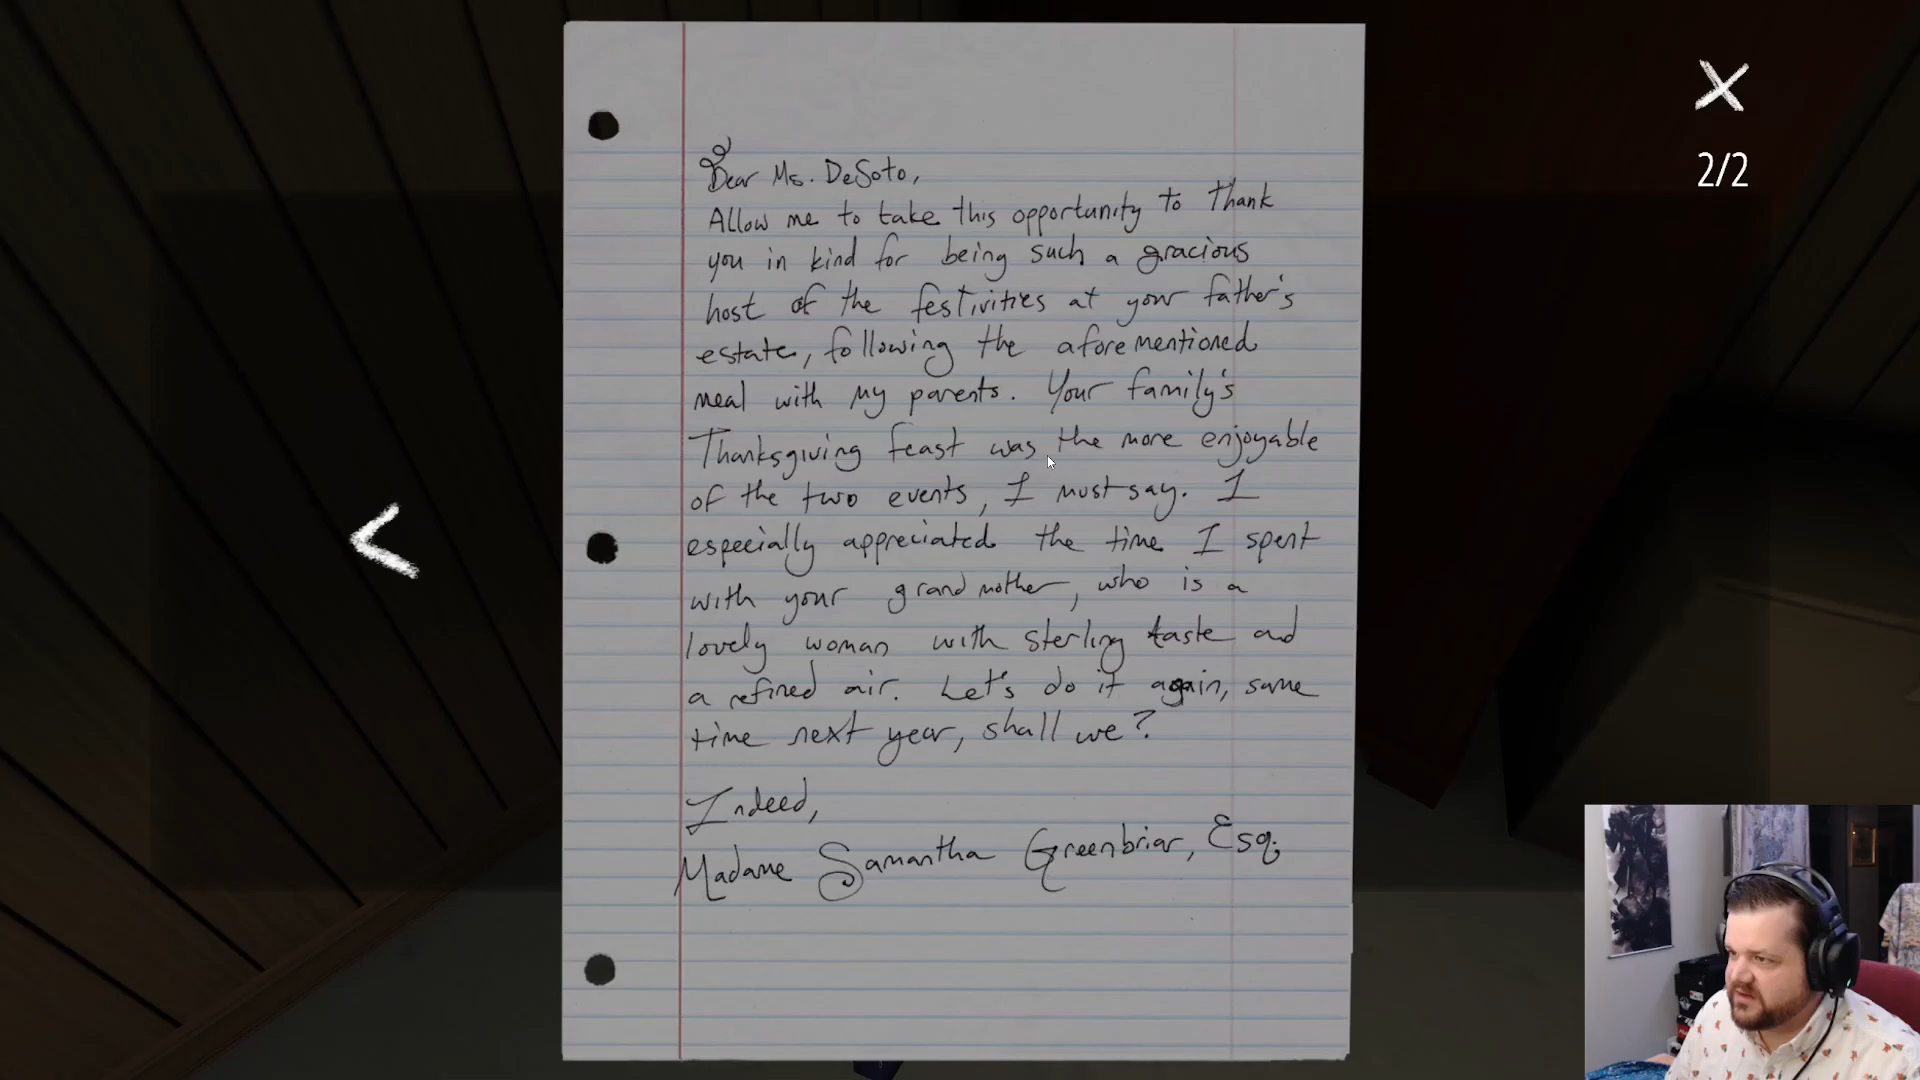 2/2
Dear Ms. DeSoto,
Allow me to take this opportunity to thank
you in kind for being such a gracious
host of the festivities at your father's
estate, following the aforementioned
meal with my parents. Your family's
Thanksgiving feast was the more enjoyable
of the two events, I must say. I
especially appreciated the time I spent
with your grandmother, who is a
lovely woman with sterling taste and
a refined air. Let's do it again, same
time next year, shall we?
Indeed,
Madame Samantha Greenbriar, Esq.